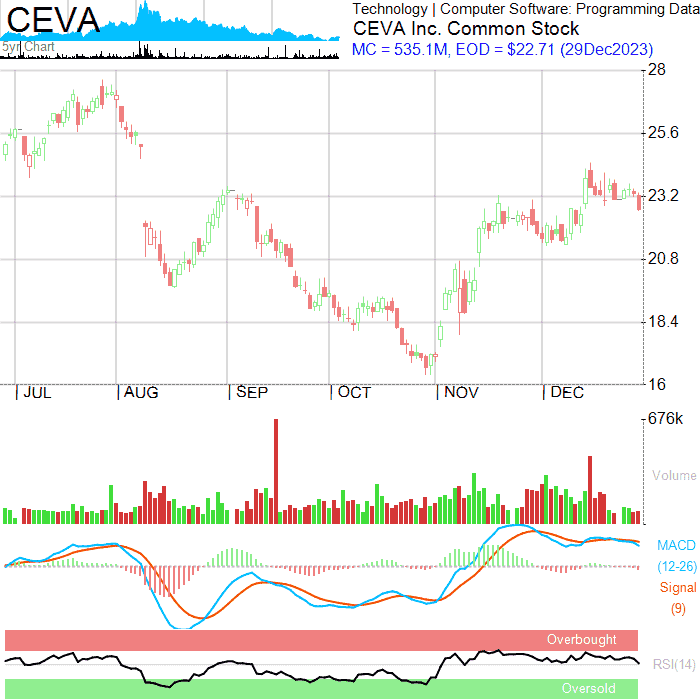 CEVA
5yr Chart
Technology | Computer Software: Programming Data
CEVA Inc. Common Stock
MC = 535.1M, EOD = $22.71 (29Dec2023)
28
25.6
23.2
20.8
18.4
16
JUL AUG SEP OCT NOV DEC
676k
Volume
MACD
(12-26)
Signal
(9)
Overbought
RSI(14)
Oversold